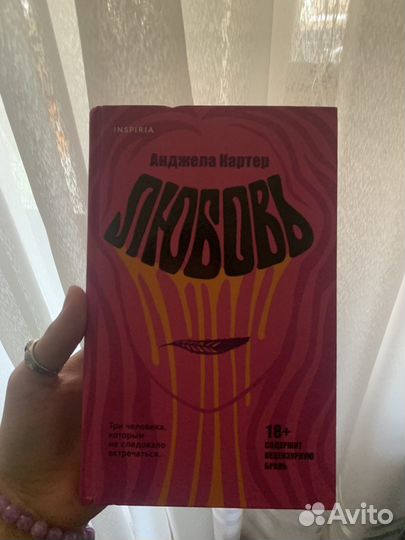 INSPIRIA
Анджела Картер
ЛЮБОВЬ
Три человека,
которым
не следовало
встречаться.
18+
СОДЕРЖИТ
НЕЦЕНЗУРНУЮ
БРАНЬ
Avito